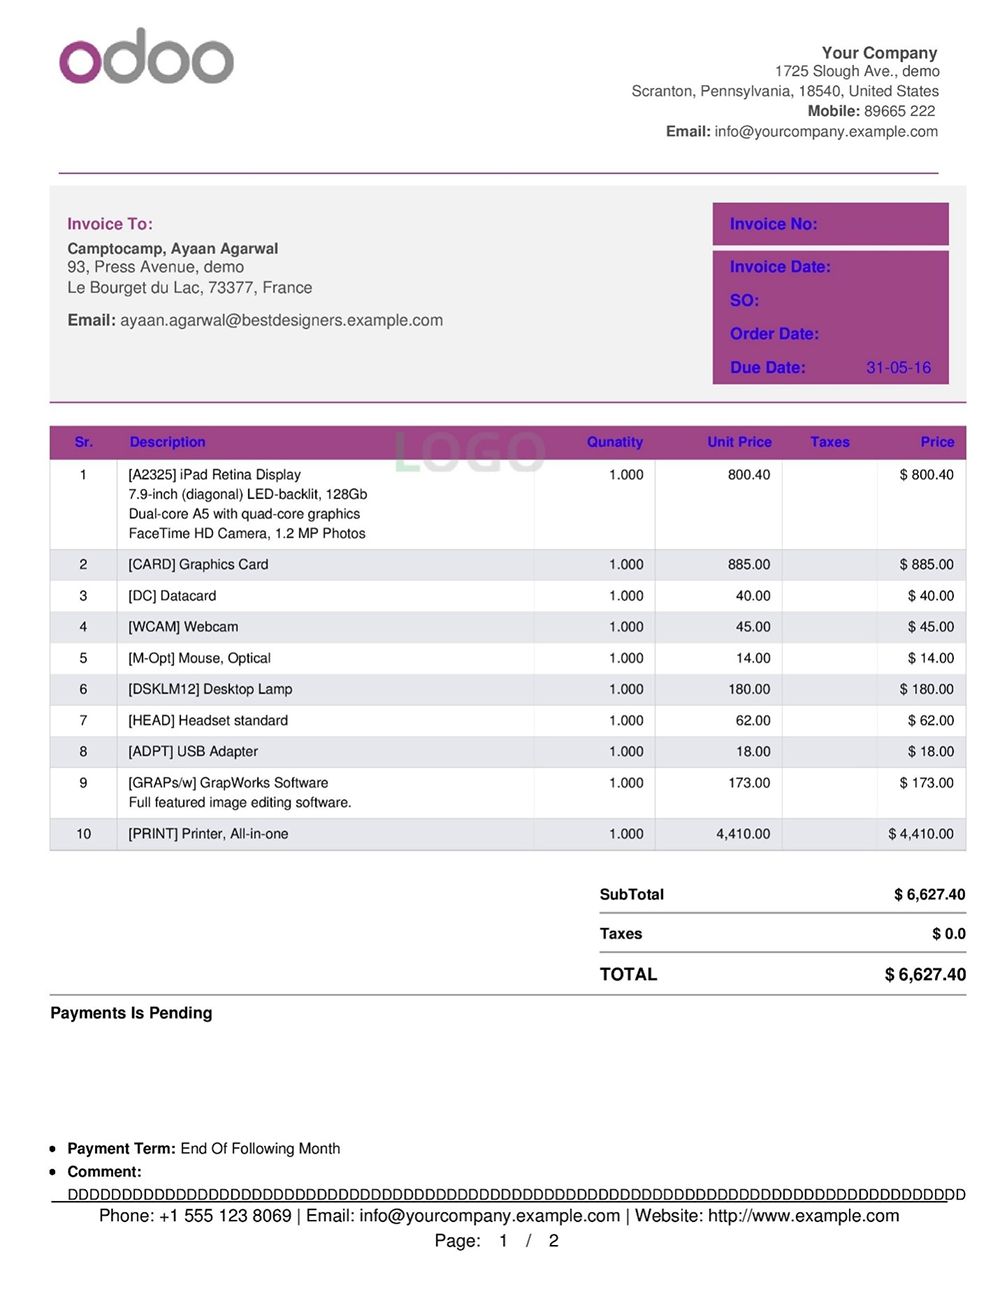 odoo
Your Company
1725 Slough Ave., demo
Scranton, Pennsylvania, 18540, United States
Mobile: 89665 222
Email: info@yourcompany.example.com
Invoice To:
Camptocamp, Ayaan Agarwal
93, Press Avenue, demo
Le Bourget du Lac, 73377, France
Email: ayaan.agarwal@bestdesigners.example.com
Invoice No:
Invoice Date:
SO:
Order Date:
Due Date: 31-05-16
LOGO
Sr. Description Qunatity Unit Price Taxes Price
1 [A2325] iPad Retina Display 1.000 800.40 $ 800.40
7.9-inch (diagonal) LED-backlit, 128Gb
Dual-core A5 with quad-core graphics
FaceTime HD Camera, 1.2 MP Photos
2 [CARD] Graphics Card 1.000 885.00 $ 885.00
3 [DC] Datacard 1.000 40.00 $ 40.00
4 [WCAM] Webcam 1.000 45.00 $ 45.00
5 [M-Opt] Mouse, Optical 1.000 14.00 $ 14.00
6 [DSKLM12] Desktop Lamp 1.000 180.00 $ 180.00
7 [HEAD] Headset standard 1.000 62.00 $ 62.00
8 [ADPT] USB Adapter 1.000 18.00 $ 18.00
9 [GRAPs/w] GrapWorks Software 1.000 173.00 $ 173.00
Full featured image editing software.
10 [PRINT] Printer, All-in-one 1.000 4,410.00 $ 4,410.00
SubTotal $ 6,627.40
Taxes $ 0.0
TOTAL $ 6,627.40
Payments Is Pending
• Payment Term: End Of Following Month
• Comment:
Phone: +1 555 123 8069 | Email: info@yourcompany.example.com | Website: http://www.example.com
Page: 1 / 2